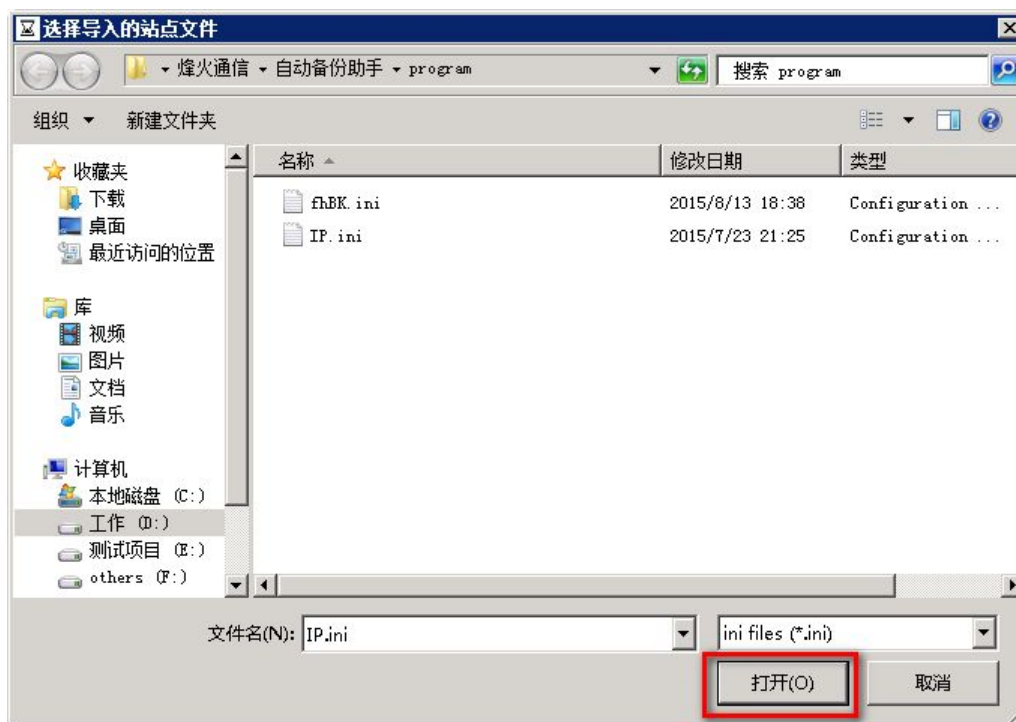 选择导入的站点文件
烽火通信 自动备份助手 program
搜索 program
组织 新建文件夹
收藏夹
下载
桌面
最近访问的位置
库
视频
图片
文档
音乐
计算机
本地磁盘 (C:)
工作 (D:)
测试项目 (E:)
others (F:)
名称 修改日期 类型
fhBK.ini 2015/8/13 18:38 Configuration ...
IP.ini 2015/7/23 21:25 Configuration ...
文件名(N): IP.ini ini files (*.ini)
打开(O) 取消